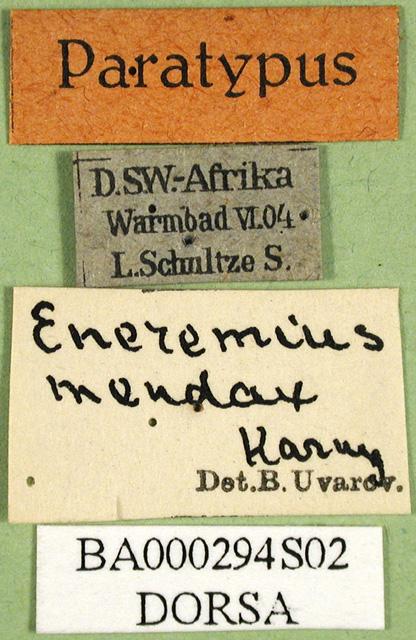 Paratypus
D.SW.-Afrika
Warmbad VI.04.
L.Schultze S.
Eneremius
mendax
Karny
Det.B.Uvarov.
BA000294S02
DORSA